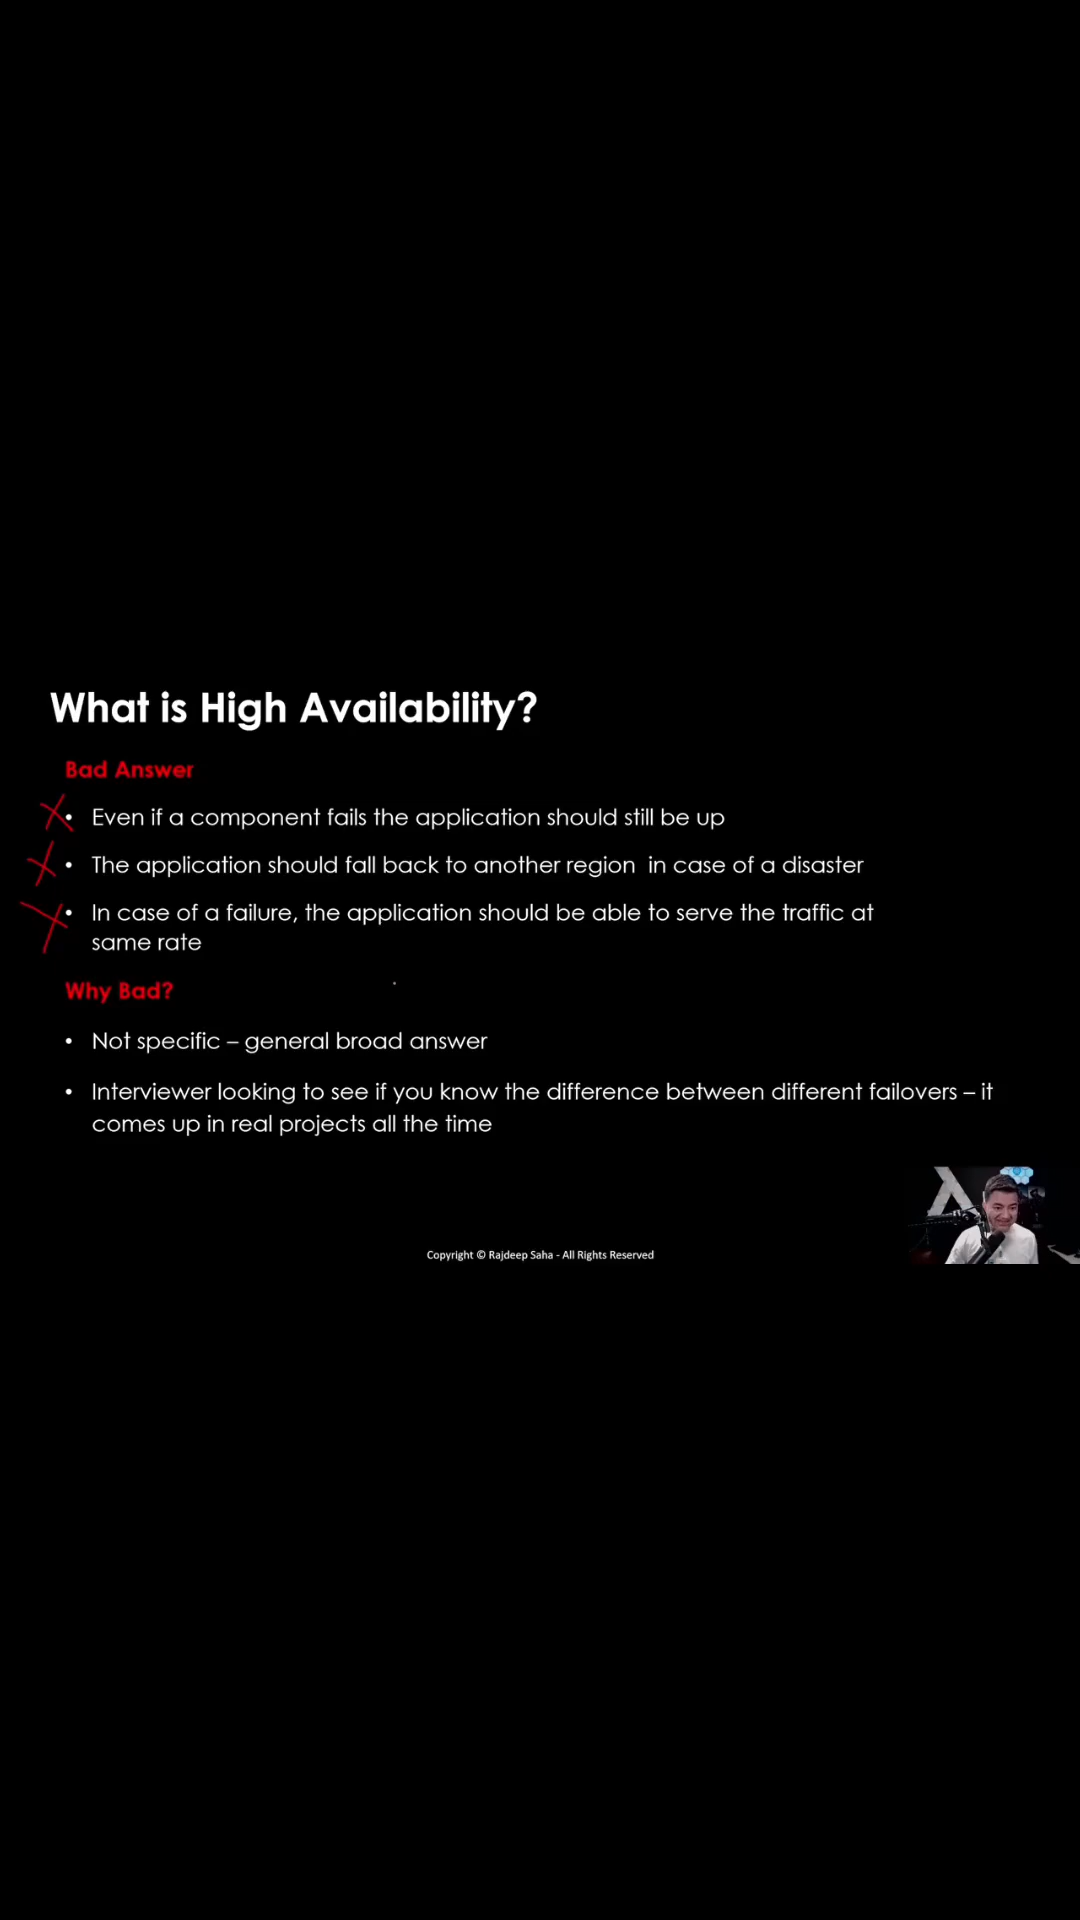 What is High Availability?
Bad Answer
• Even if a component fails the application should still be up
• The application should fall back to another region in case of a disaster
• In case of a failure, the application should be able to serve the traffic at
same rate
Why Bad?
• Not specific – general broad answer
• Interviewer looking to see if you know the difference between different failovers – it
comes up in real projects all the time
Copyright © Rajdeep Saha - All Rights Reserved